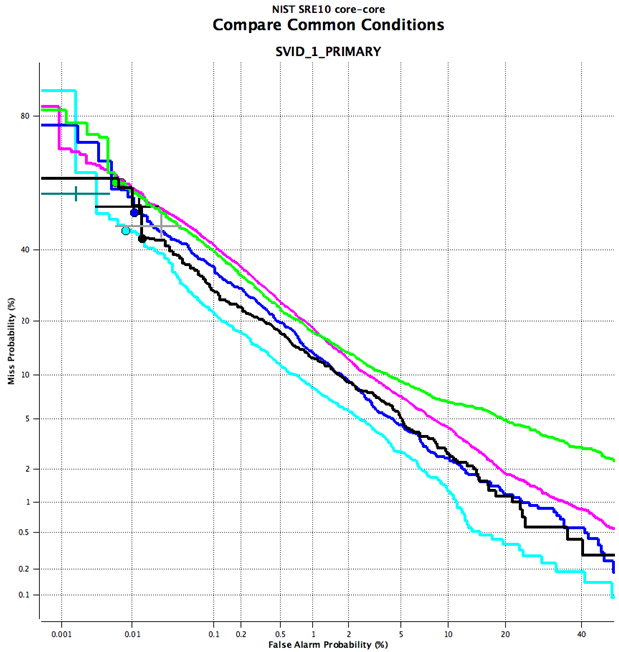 NIST SRE10 core-core
Compare Common Conditions
SVID_1_PRIMARY
80
40
20
10
5
2
1
0.5
0.2
0.1
Miss Probability (%)
0.001 0.01 0.1 0.2 0.5 1 2 5 10 20 40
False Alarm Probability (%)